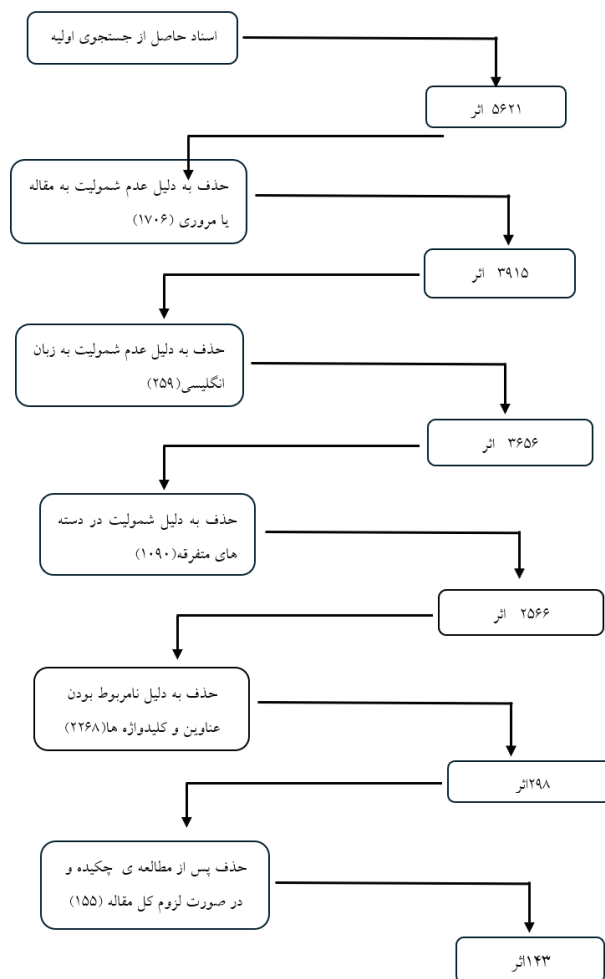 اسناد حاصل از جستجوی اولیه
۵۶۲۱ اثر
حذف به دلیل عدم شمولیت به مقاله
یا مروری (۱۷۰۶)
۳۹۱۵ اثر
حذف به دلیل عدم شمولیت به زبان
انگلیسی(۲۵۹)
۳۶۵۶ اثر
حذف به دلیل شمولیت در دسته
های متفرقه(۱۰۹۰)
۲۵۶۶ اثر
حذف به دلیل نامربوط بودن
عناوین و کلیدواژه ها(۲۲۶۸)
۲۹۸اثر
حذف پس از مطالعه ی چکیده و
در صورت لزوم کل مقاله (۱۵۵)
۱۴۳اثر